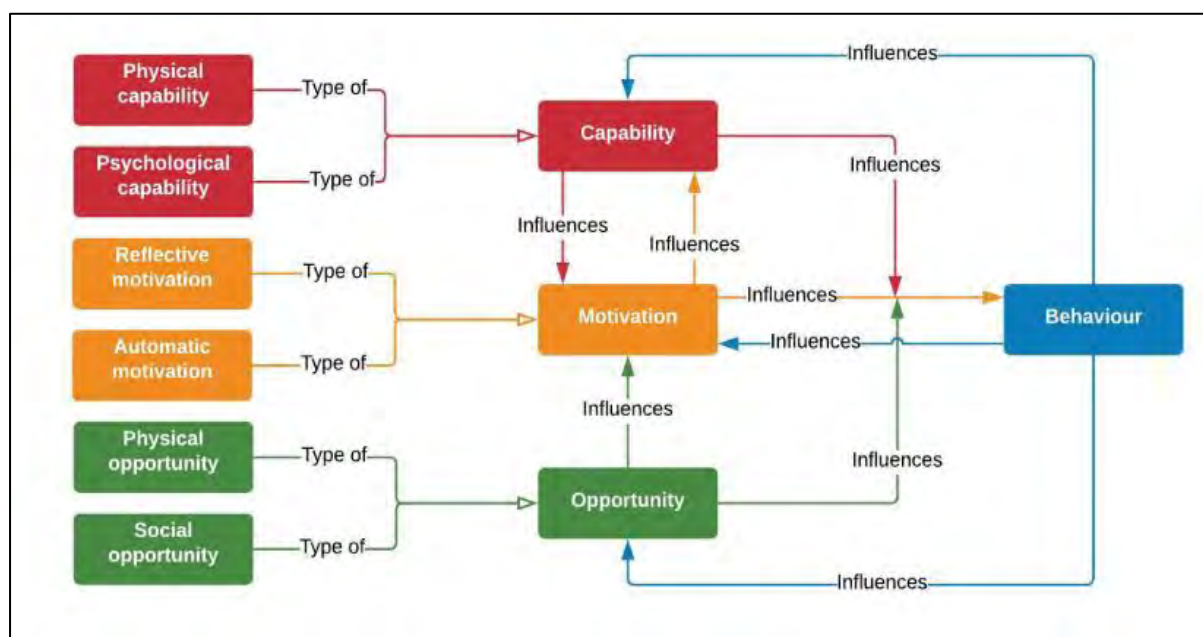 Influences
Physical
capability
Type of
Capability
Influences
Psychological
capability
Type of
Influences
Influences
Reflective
motivation
Type of
Motivation
Influences
Behaviour
Influences
Automatic
motivation
Type of
Influences
Physical
opportunity
Type of
Influences
Opportunity
Social
opportunity
Type of
Influences